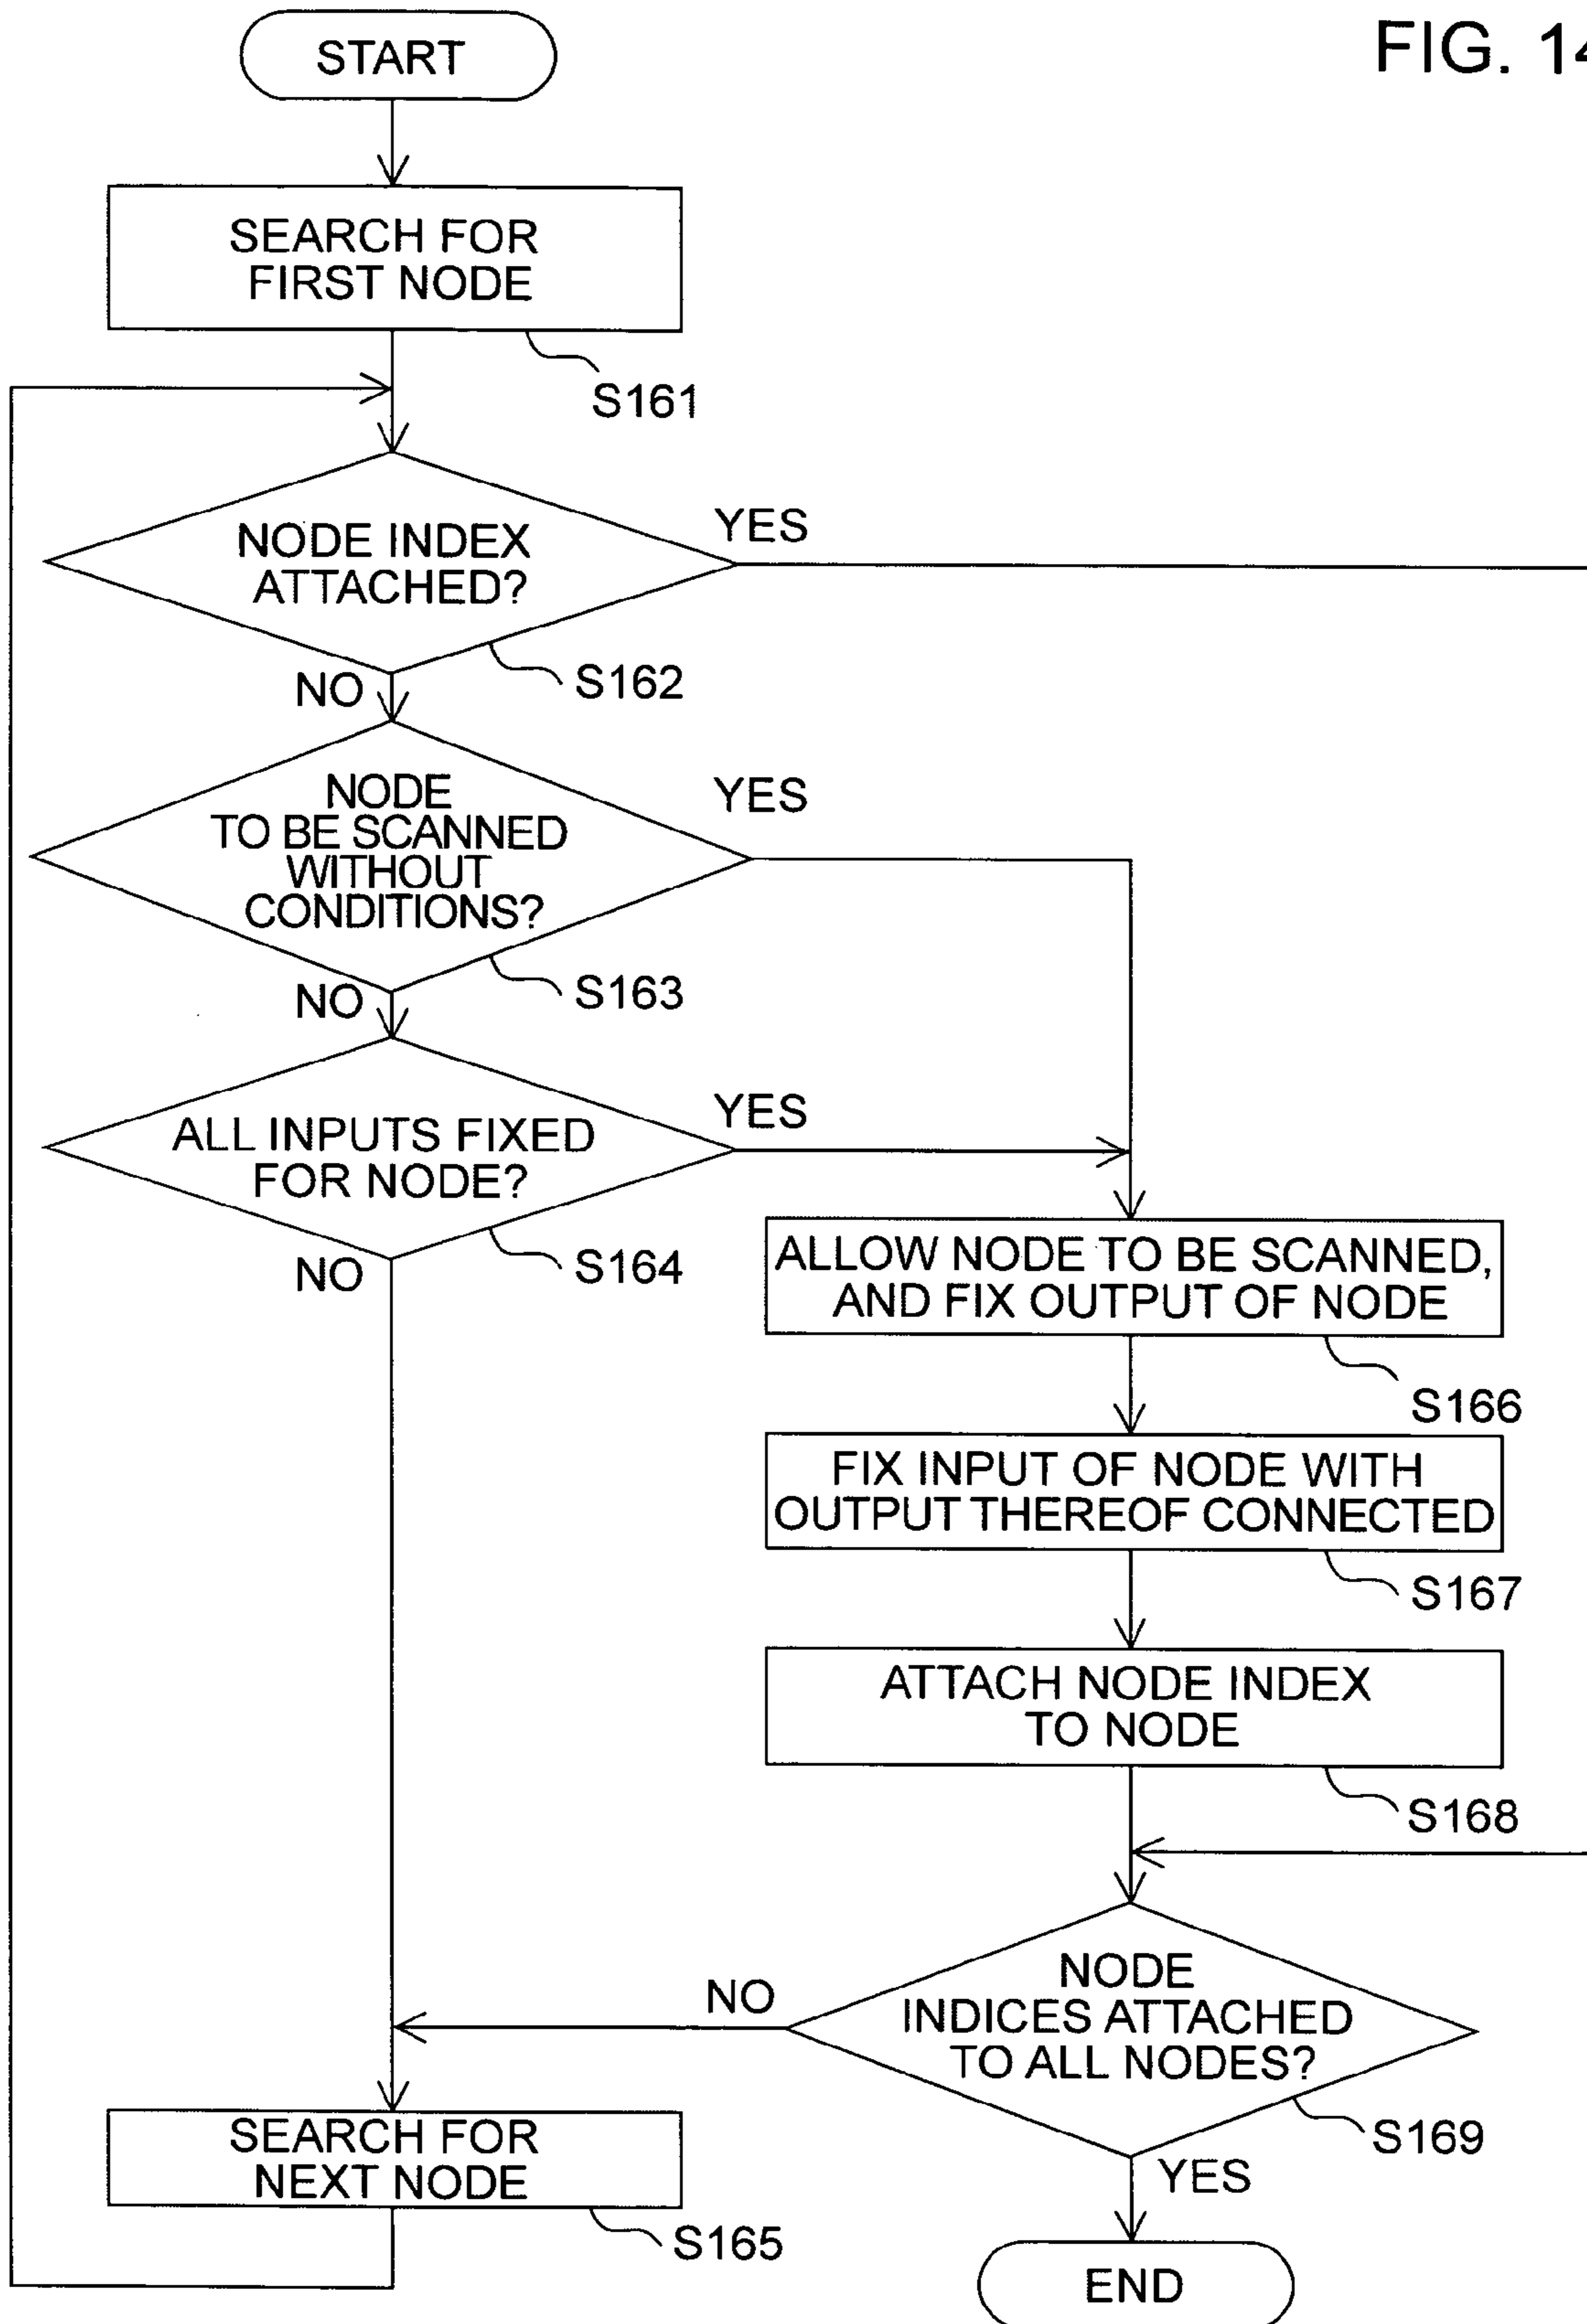 FIG. 14
START
SEARCH FOR
FIRST NODE
S161
NODE INDEX
ATTACHED?
YES
S162
NO
NODE
TO BE SCANNED
WITHOUT
CONDITIONS?
YES
S163
NO
ALL INPUTS FIXED
FOR NODE?
YES
S164
NO
ALLOW NODE TO BE SCANNED,
AND FIX OUTPUT OF NODE
S166
FIX INPUT OF NODE WITH
OUTPUT THEREOF CONNECTED
S167
ATTACH NODE INDEX
TO NODE
S168
NODE
INDICES ATTACHED
TO ALL NODES?
NO
S169
YES
SEARCH FOR
NEXT NODE
S165
END